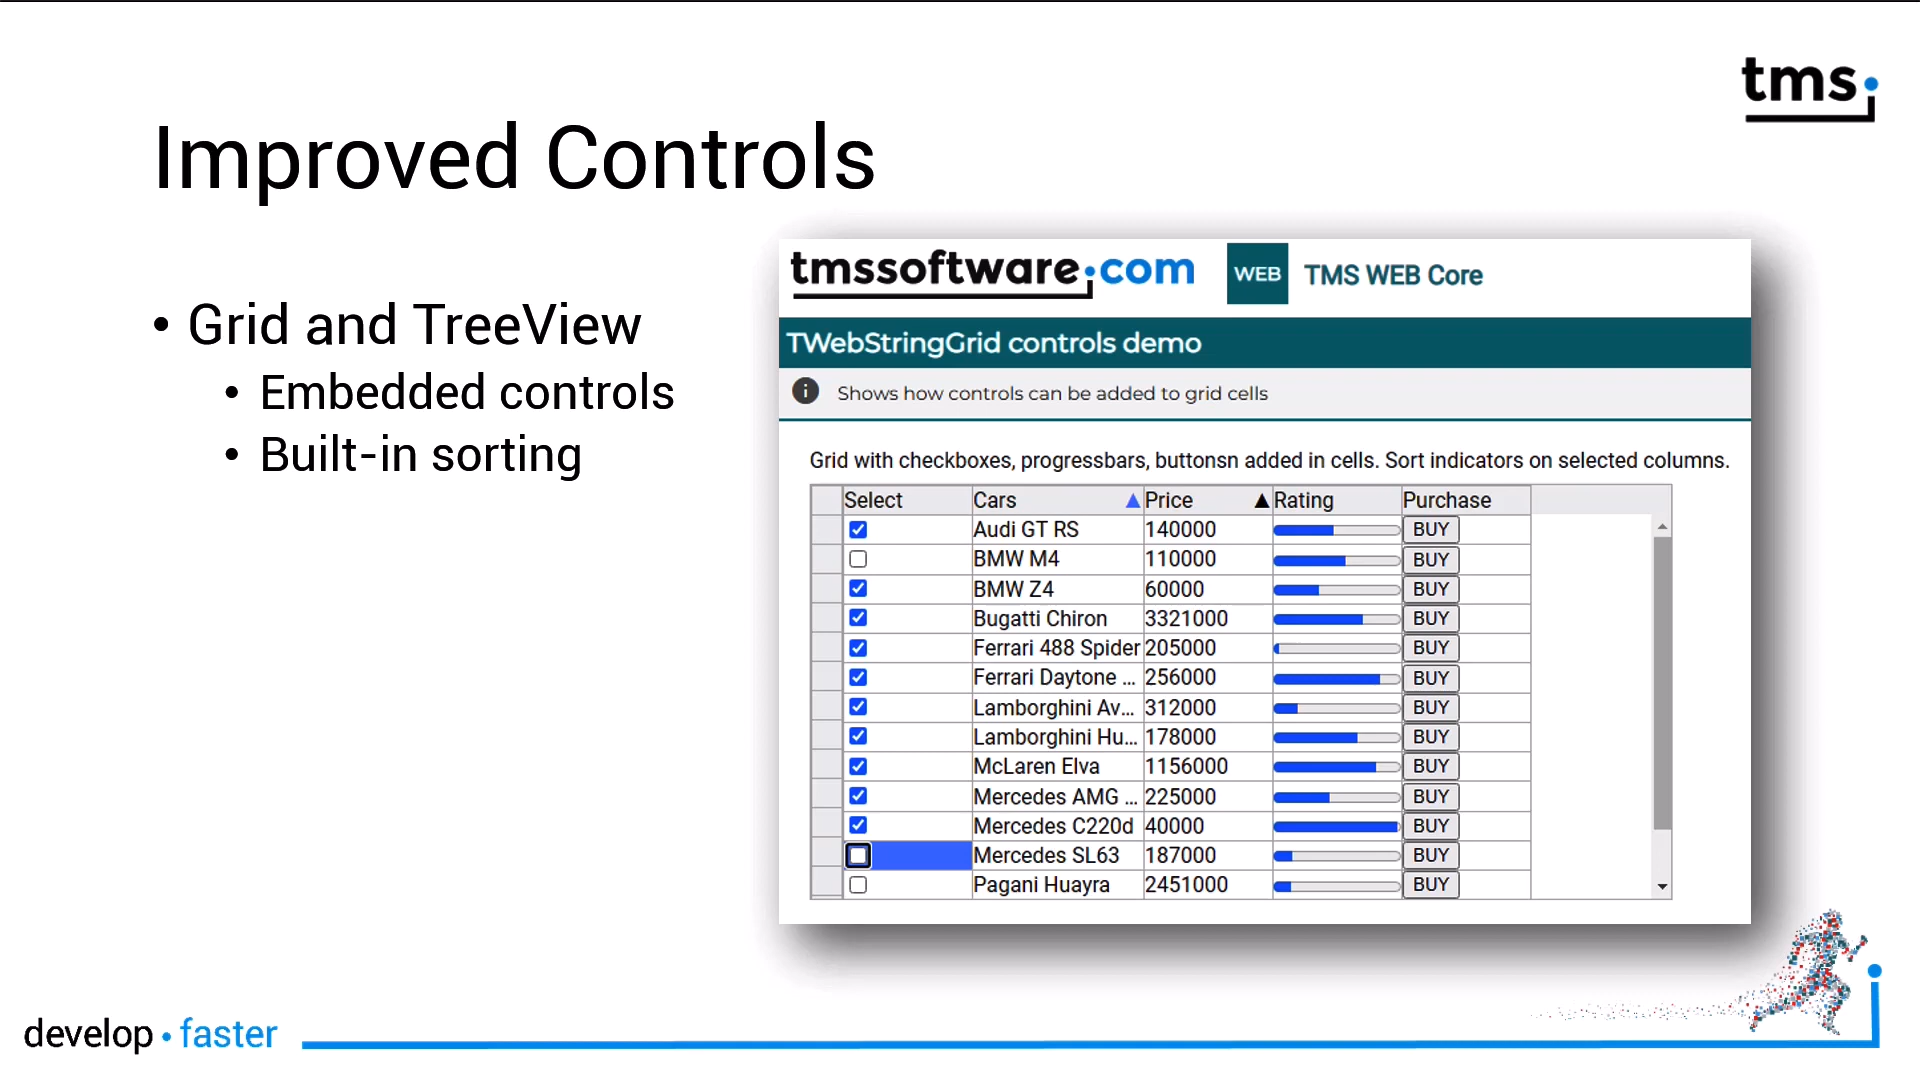 tms
Improved Controls
• Grid and TreeView
• Embedded controls
• Built-in sorting
tmssoftware.com WEB TMS WEB Core
TWebStringGrid controls demo
i Shows how controls can be added to grid cells
Grid with checkboxes, progressbars, buttonsn added in cells. Sort indicators on selected columns.
Select Cars Price Rating Purchase
Audi GT RS 140000 BUY
BMW M4 110000 BUY
BMW Z4 60000 BUY
Bugatti Chiron 3321000 BUY
Ferrari 488 Spider 205000 BUY
Ferrari Daytone ... 256000 BUY
Lamborghini Av... 312000 BUY
Lamborghini Hu... 178000 BUY
McLaren Elva 1156000 BUY
Mercedes AMG ... 225000 BUY
Mercedes C220d 40000 BUY
Mercedes SL63 187000 BUY
Pagani Huayra 2451000 BUY
develop • faster